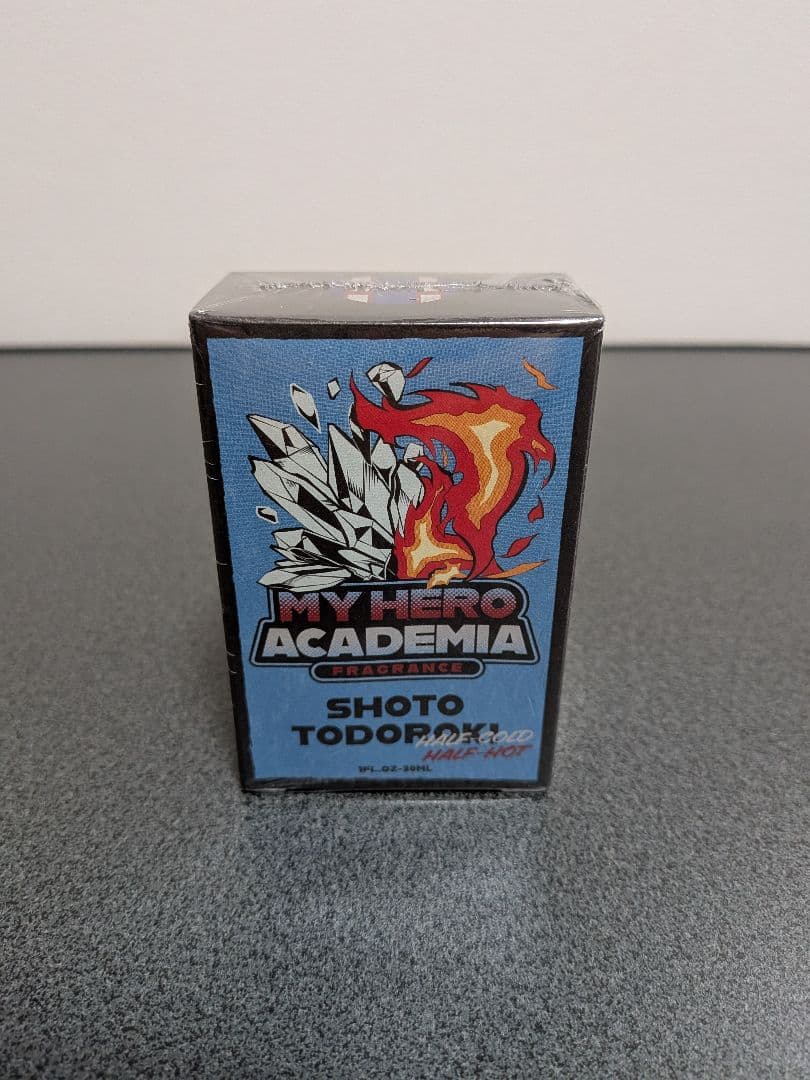 MY HERO
ACADEMIA
FRAGRANCE
SHOTO
TODOROKI
HALF-COLD
HALF-HOT
1FL.OZ-30ML